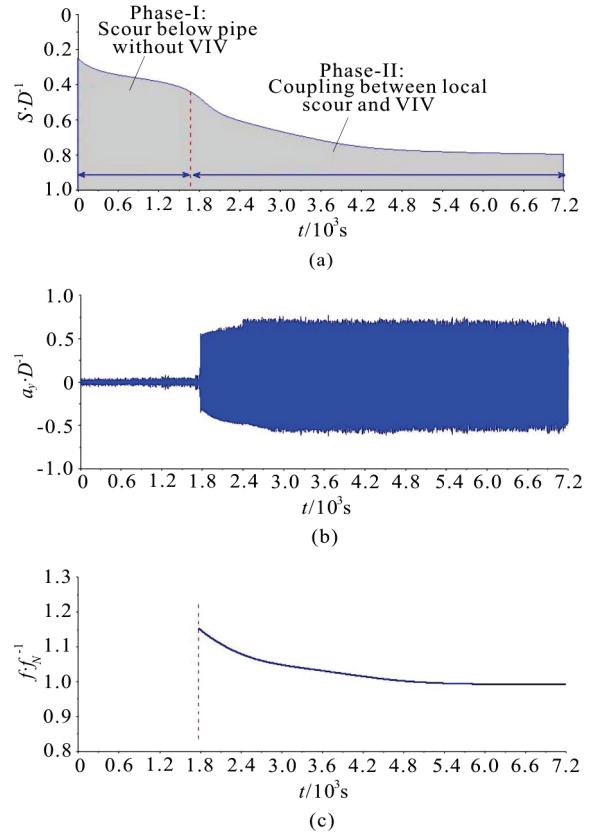 Phase-I:
Scour below pipe
without VIV
Phase-II:
Coupling between local
scour and VIV
S·D⁻¹
0
0.2
0.4
0.6
0.8
1.0
0 0.6 1.2 1.8 2.4 3.0 3.6 4.2 4.8 5.4 6.0 6.6 7.2
t/10³s
(a)
a_y·D⁻¹
1.0
0.5
0
-0.5
-1.0
0 0.6 1.2 1.8 2.4 3.0 3.6 4.2 4.8 5.4 6.0 6.6 7.2
t/10³s
(b)
f·f_N⁻¹
1.3
1.2
1.1
1.0
0.9
0.8
0 0.6 1.2 1.8 2.4 3.0 3.6 4.2 4.8 5.4 6.0 6.6 7.2
t/10³s
(c)